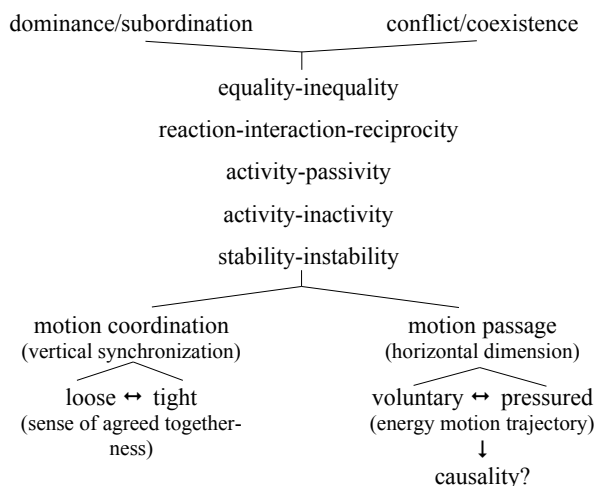 dominance/subordination conflict/coexistence
equality-inequality
reaction-interaction-reciprocity
activity-passivity
activity-inactivity
stability-instability
motion coordination motion passage
(vertical synchronization) (horizontal dimension)
loose ↔ tight voluntary ↔ pressured
(sense of agreed together- (energy motion trajectory)
ness) ↓
causality?